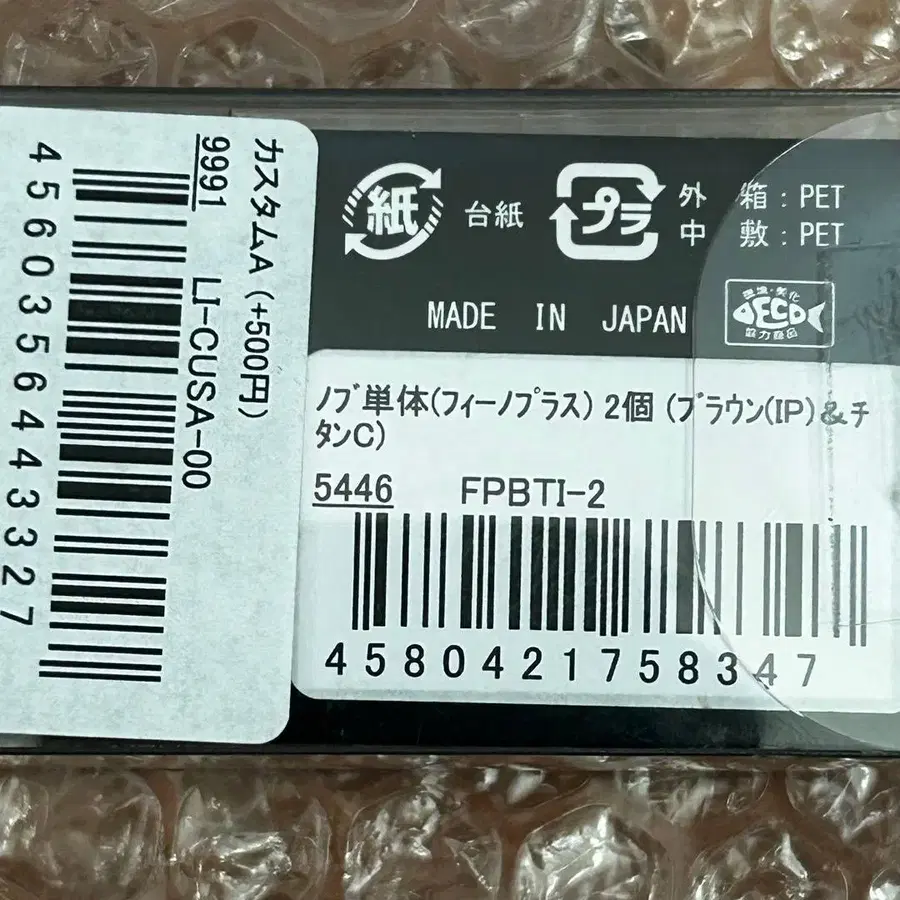 カスタムA (+500円)
9991 LI-CUSA-00
4560356443327
紙 台紙
プラ 外 箱 : PET
中 敷 : PET
MADE IN JAPAN
ECO
ノブ単体(フィーノプラス) 2個 (ブラウン(IP)&チ
タンC)
5446 FPBTI-2
4580421758347